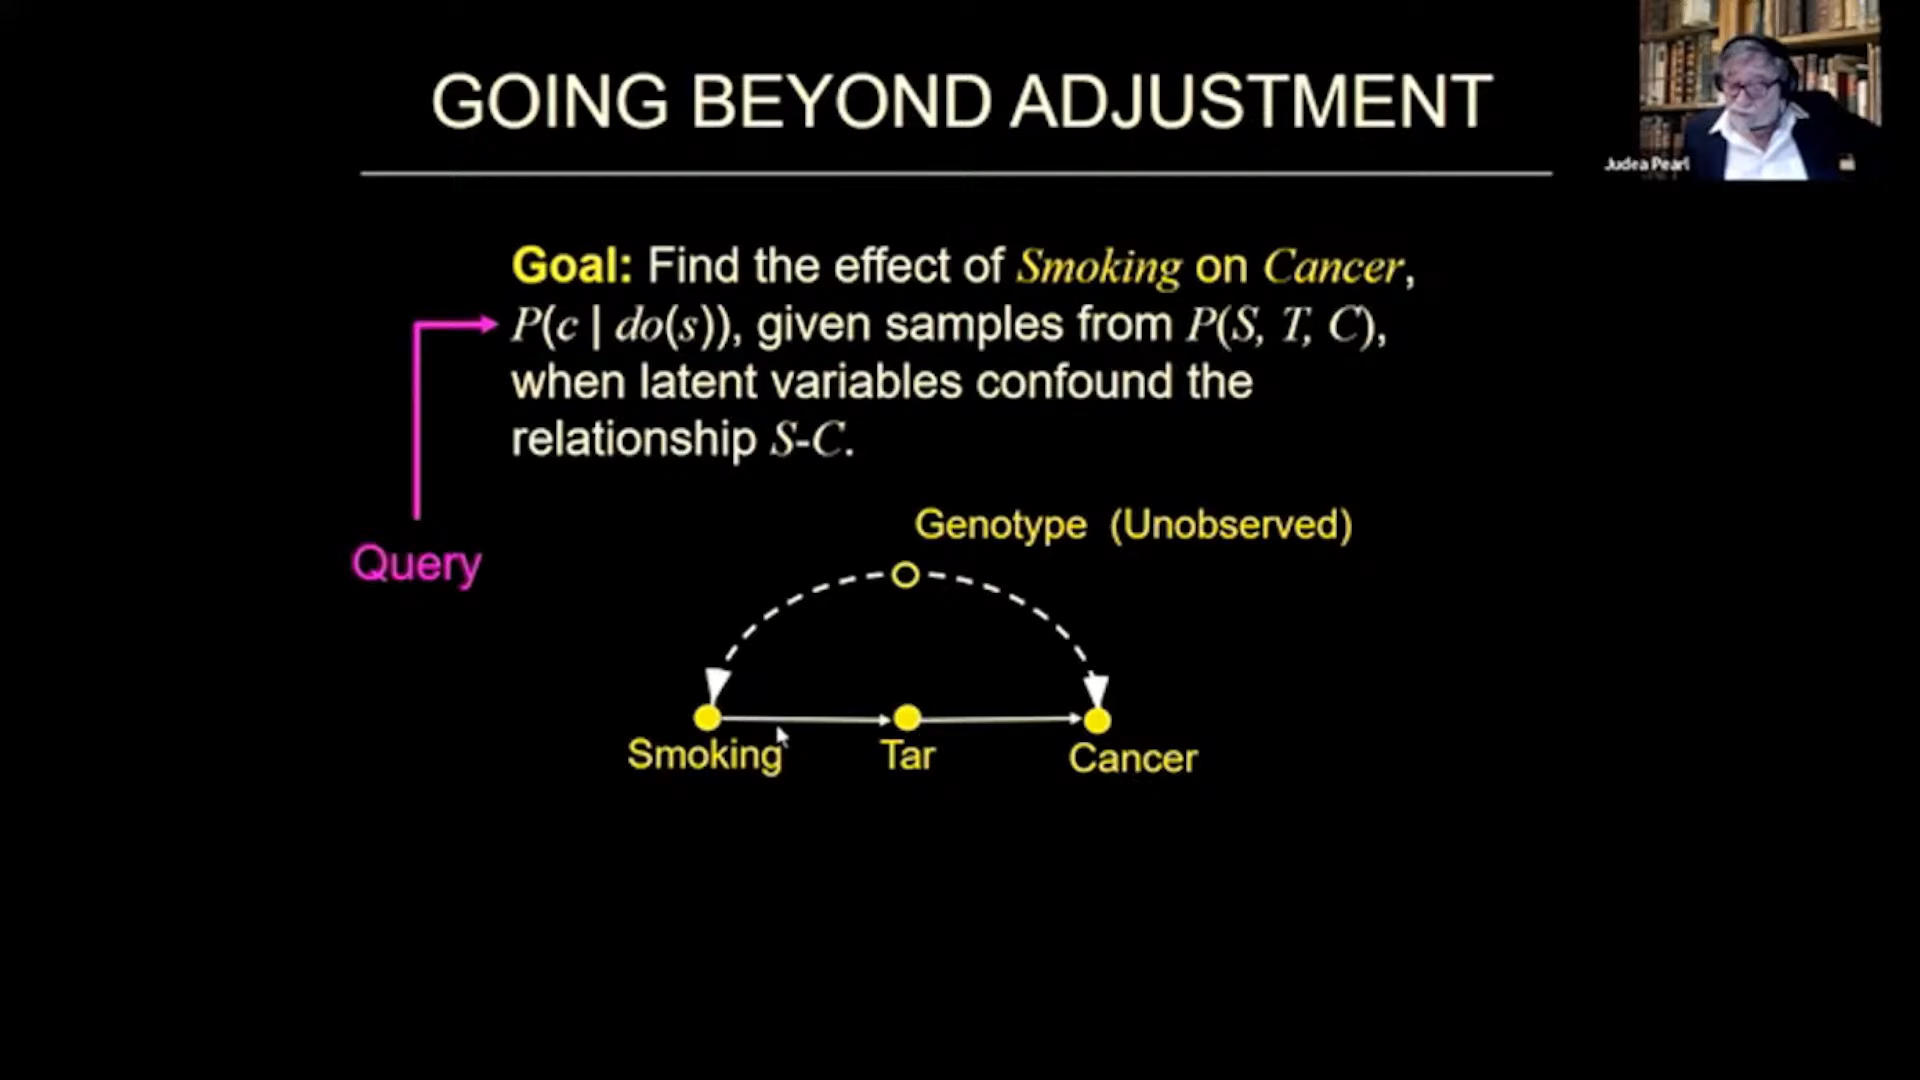 GOING BEYOND ADJUSTMENT
Judea Pearl
Goal: Find the effect of Smoking on Cancer,
P(c | do(s)), given samples from P(S, T, C),
when latent variables confound the
relationship S-C.
Query
Genotype (Unobserved)
Smoking
Tar
Cancer